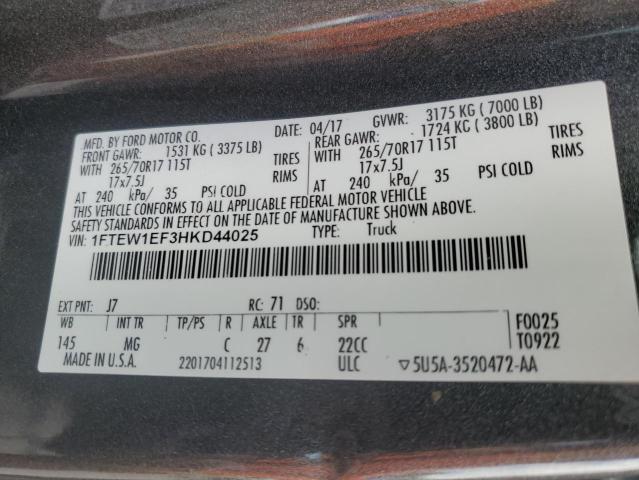 MFD. BY FORD MOTOR CO.
DATE: 04/17 GVWR: 3175 KG ( 7000 LB)
FRONT GAWR: 1531 KG ( 3375 LB) REAR GAWR: 1724 KG ( 3800 LB)
WITH 265/70R17 115T TIRES WITH 265/70R17 115T TIRES
17x7.5J RIMS 17x7.5J RIMS
AT 240 kPa/ 35 PSI COLD AT 240 kPa/ 35 PSI COLD
THIS VEHICLE CONFORMS TO ALL APPLICABLE FEDERAL MOTOR VEHICLE
SAFETY STANDARDS IN EFFECT ON THE DATE OF MANUFACTURE SHOWN ABOVE.
VIN: 1FTEW1EF3HKD44025 TYPE: Truck
EXT PNT: J7 RC: 71 DSO:
WB INT TR TP/PS R AXLE TR SPR F0025
145 MG C 27 6 22CC T0922
MADE IN U.S.A. 2201704112513 ULC ▽5U5A-3520472-AA